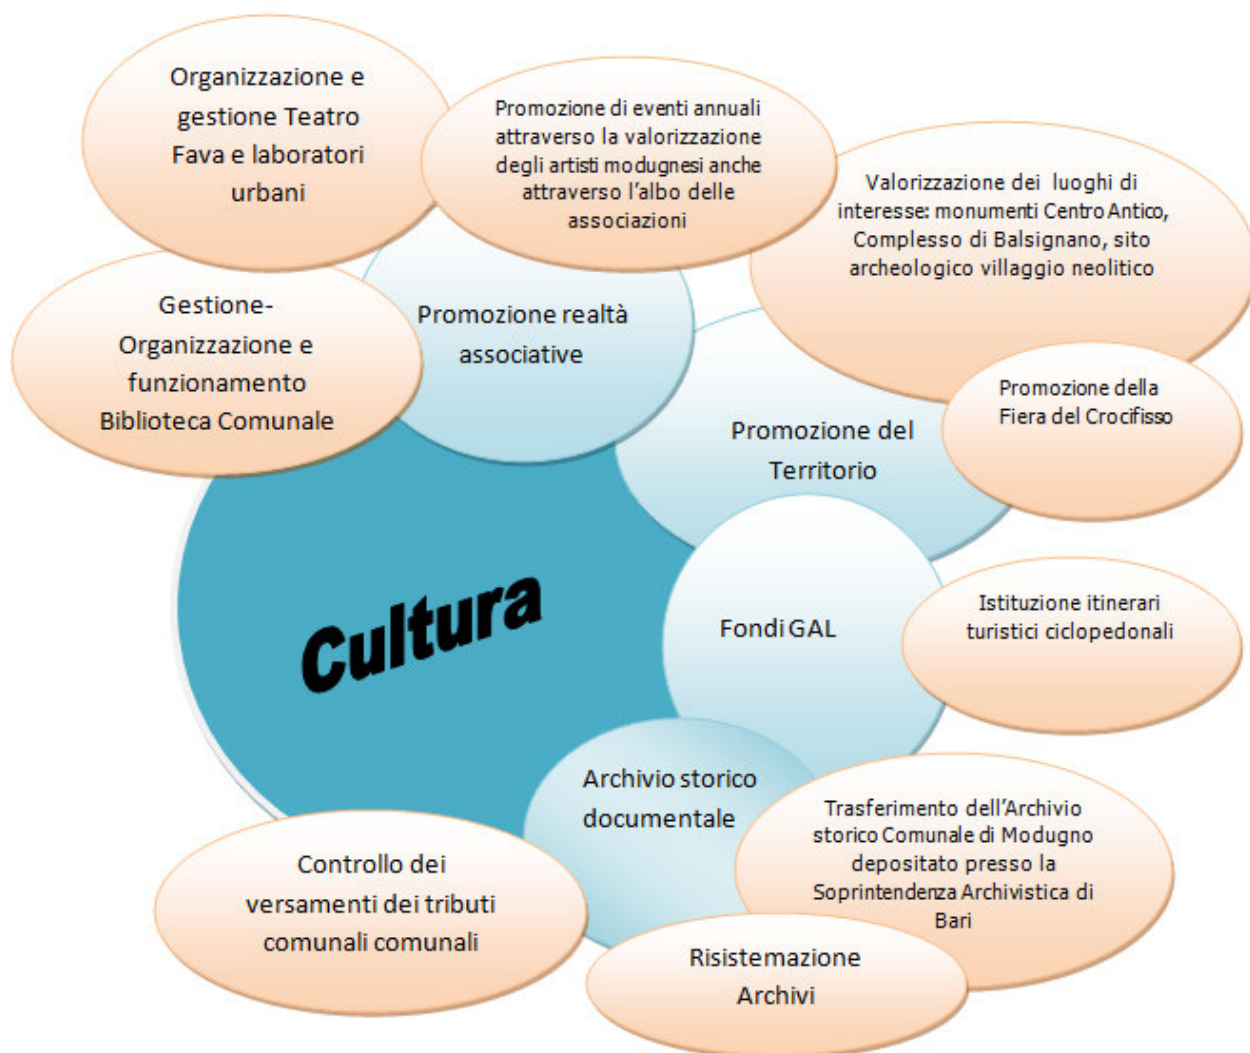 Organizzazione e
gestione Teatro
Fava e laboratori
urbani
Promozione di eventi annuali
attraverso la valorizzazione
degli artisti modugnesi anche
attraverso l'albo delle
associazioni
Valorizzazione dei luoghi di
interesse: monumenti Centro Antico,
Complesso di Balsignano, sito
archeologico villaggio neolitico
Gestione-
Organizzazione e
funzionamento
Biblioteca Comunale
Promozione realtà
associative
Promozione della
Fiera del Crocifisso
Promozione del
Territorio
Cultura
Fondi GAL
Istituzione itinerari
turistici ciclopedonali
Archivio storico
documentale
Trasferimento dell'Archivio
storico Comunale di Modugno
depositato presso la
Soprintendenza Archivistica di
Bari
Controllo dei
versamenti dei tributi
comunali comunali
Risistemazione
Archivi